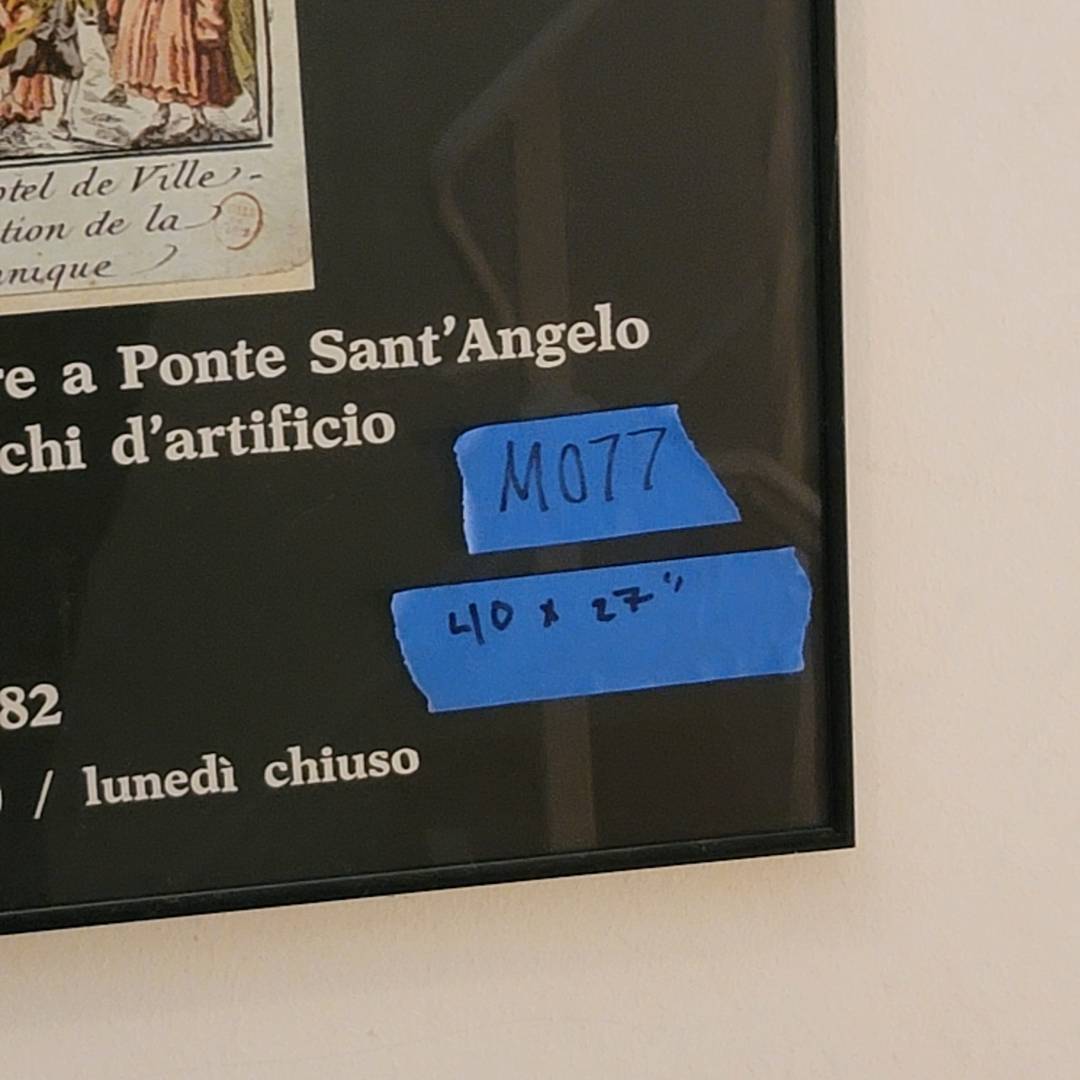 otel de Ville -
tion de la
nique
re a Ponte Sant'Angelo
chi d'artificio
M077
40 x 27"
82
/ lunedì chiuso